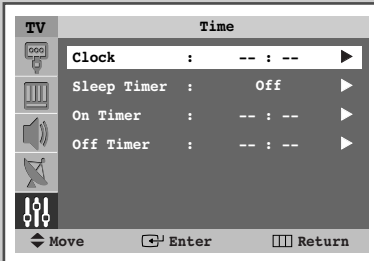 TV Time
Clock : -- : -- ▶
Sleep Timer : Off ▶
On Timer : -- : -- ▶
Off Timer : -- : -- ▶
Move Enter Return